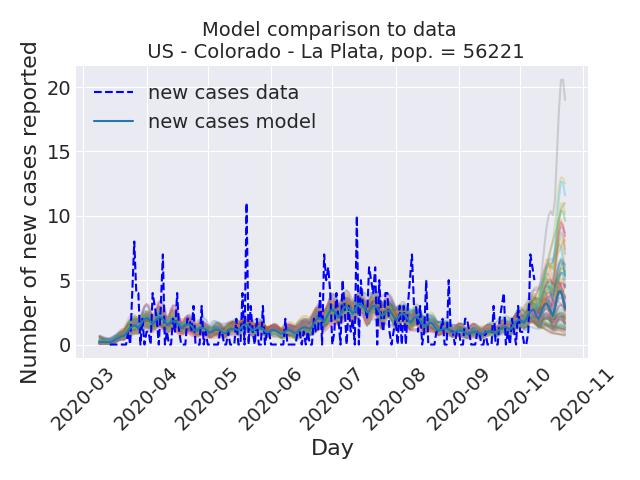 Model comparison to data
US - Colorado - La Plata, pop. = 56221
new cases data
new cases model
Number of new cases reported
20
15
10
5
0
2020-03
2020-04
2020-05
2020-06
2020-07
2020-08
2020-09
2020-10
2020-11
Day